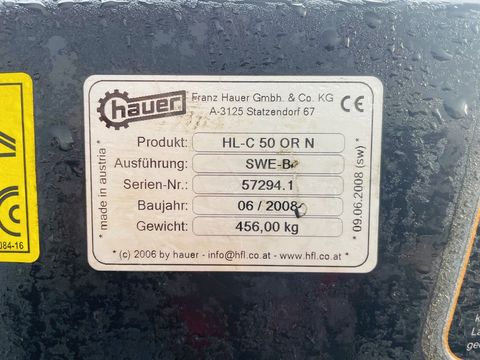 hauer
Franz Hauer Gmbh. & Co. KG
A-3125 Statzendorf 67
CE
Produkt: HL-C 50 OR N
Ausführung: SWE-B
Serien-Nr.: 57294.1
Baujahr: 06 / 2008
Gewicht: 456,00 kg
* (c) 2006 by hauer - info@hfl.co.at - www.hfl.co.at *
* made in austria *
* 09.06.2008 (sw) *
084-16